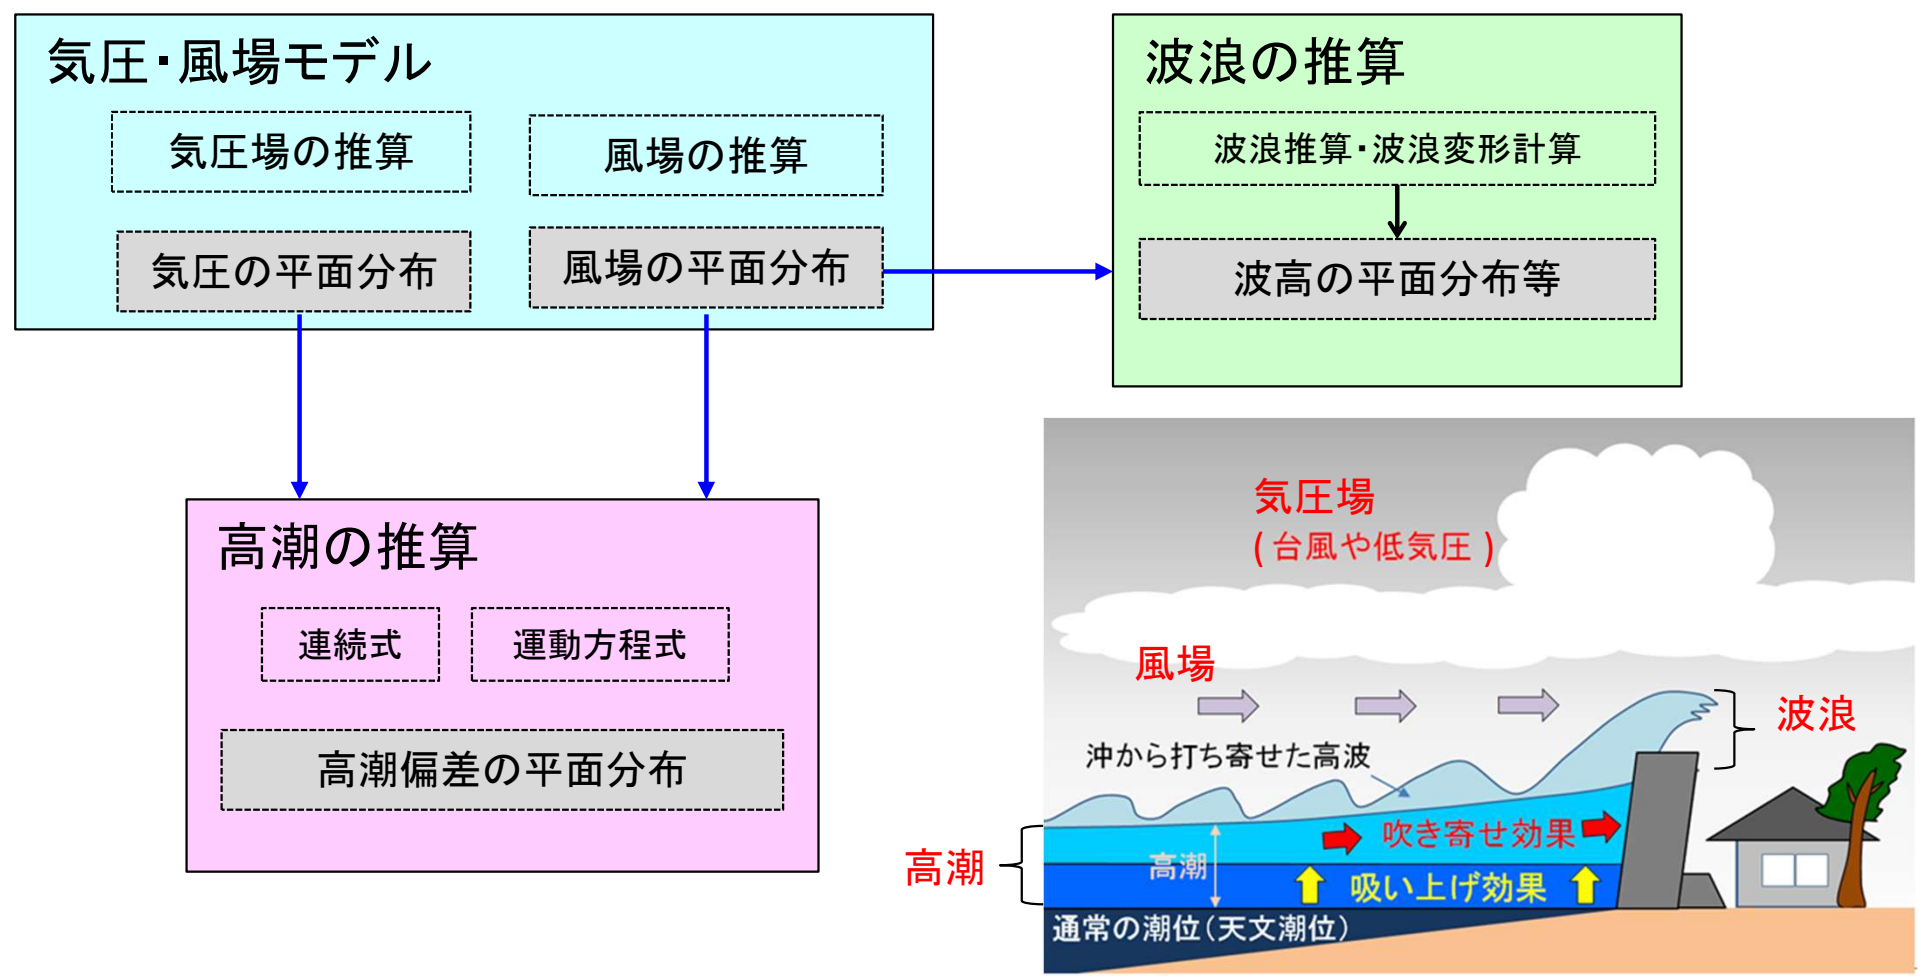 気圧・風場モデル
気圧場の推算
風場の推算
気圧の平面分布
風場の平面分布
波浪の推算
波浪推算・波浪変形計算
波高の平面分布等
高潮の推算
連続式
運動方程式
高潮偏差の平面分布
気圧場
(台風や低気圧)
風場
波浪
沖から打ち寄せた高波
吹き寄せ効果
高潮
高潮
吸い上げ効果
通常の潮位(天文潮位)